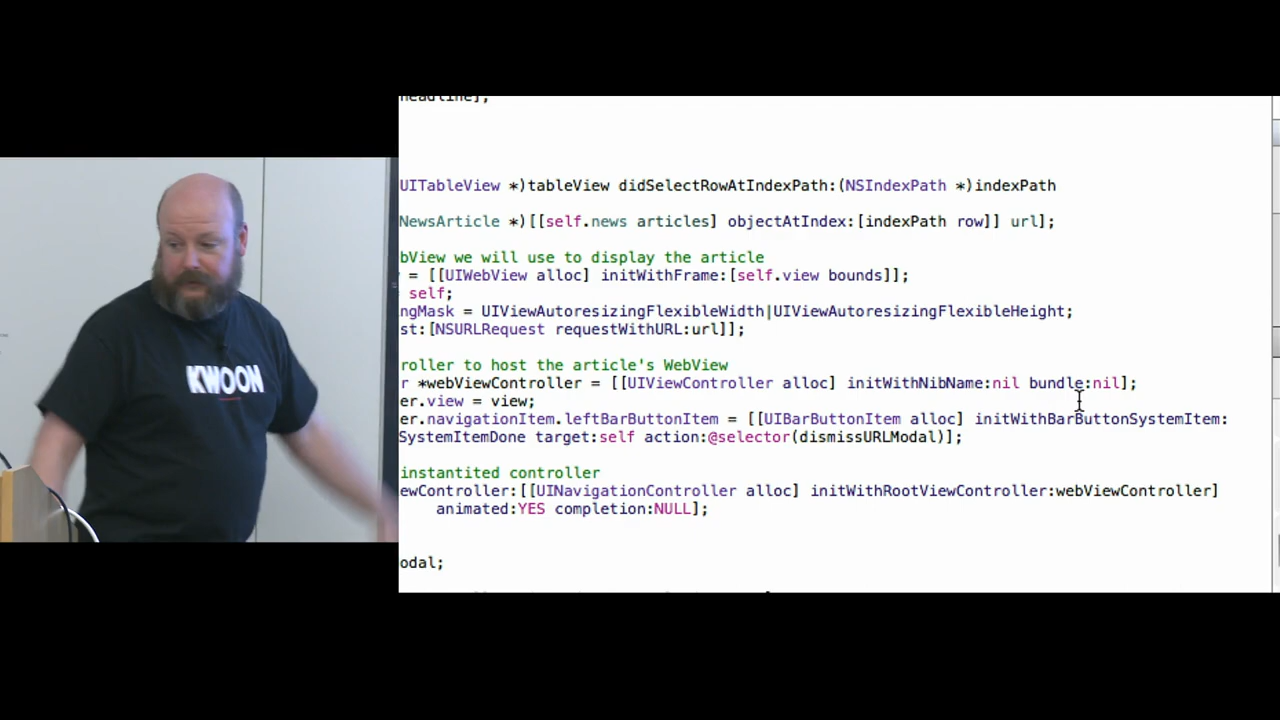 KWOON
headline];
UITableView *)tableView didSelectRowAtIndexPath:(NSIndexPath *)indexPath
NewsArticle *)[[self.news articles] objectAtIndex:[indexPath row]] url];
bView we will use to display the article
= [[UIWebView alloc] initWithFrame:[self.view bounds]];
self;
ngMask = UIViewAutoresizingFlexibleWidth|UIViewAutoresizingFlexibleHeight;
st:[NSURLRequest requestWithURL:url]];
roller to host the article's WebView
r *webViewController = [[UIViewController alloc] initWithNibName:nil bundle:nil];
er.view = view;
er.navigationItem.leftBarButtonItem = [[UIBarButtonItem alloc] initWithBarButtonSystemItem:
SystemItemDone target:self action:@selector(dismissURLModal)];
instantited controller
ewController:[[UINavigationController alloc] initWithRootViewController:webViewController]
animated:YES completion:NULL];
odal;